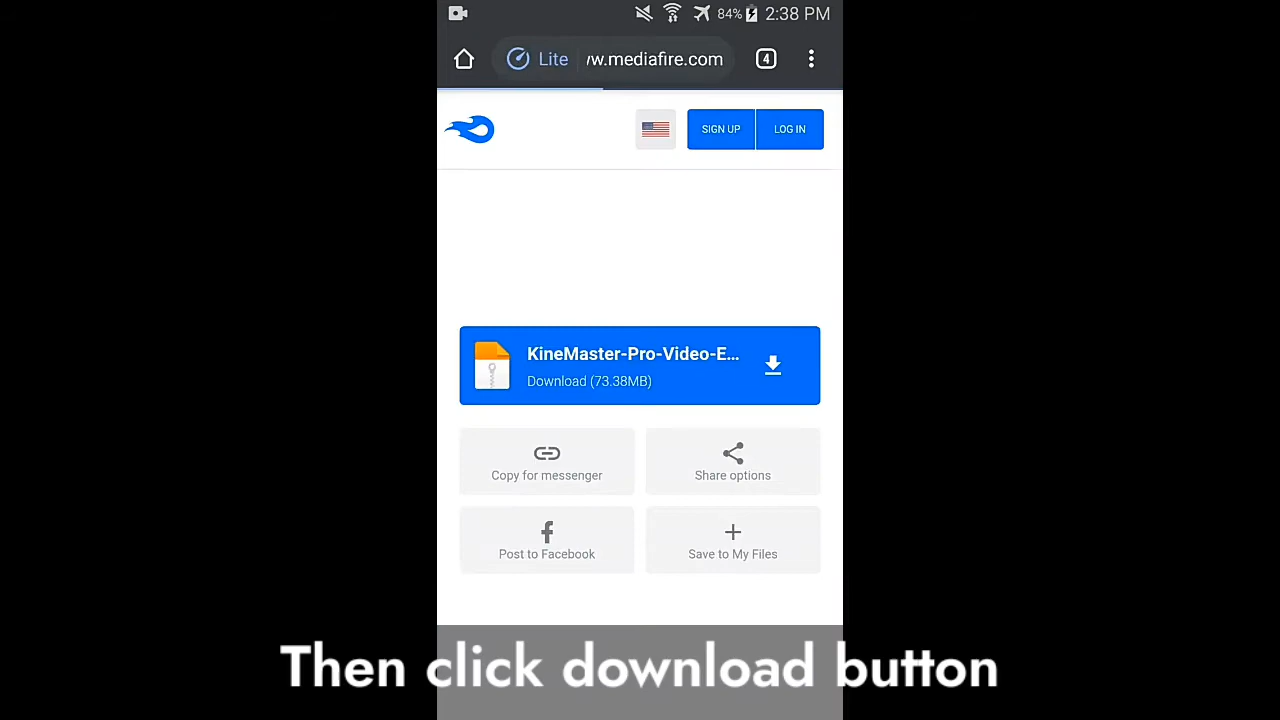 84% 2:38 PM
Lite w.mediafire.com 4
SIGN UP LOG IN
KineMaster-Pro-Video-E...
Download (73.38MB)
Copy for messenger Share options
Post to Facebook Save to My Files
Then click download button